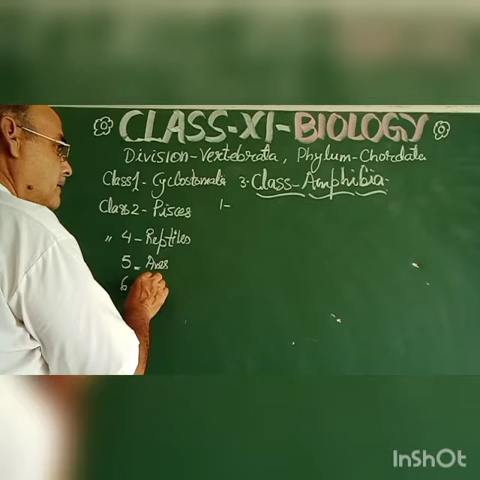 CLASS-XI-BIOLOGY
Division-Vertebrata, Phylum-Chordata
Class1- Cyclostomata 3. Class-Amphibia-
Class2- Pisces 1-
" 4- Reptiles
5- Aves
6
InShOt